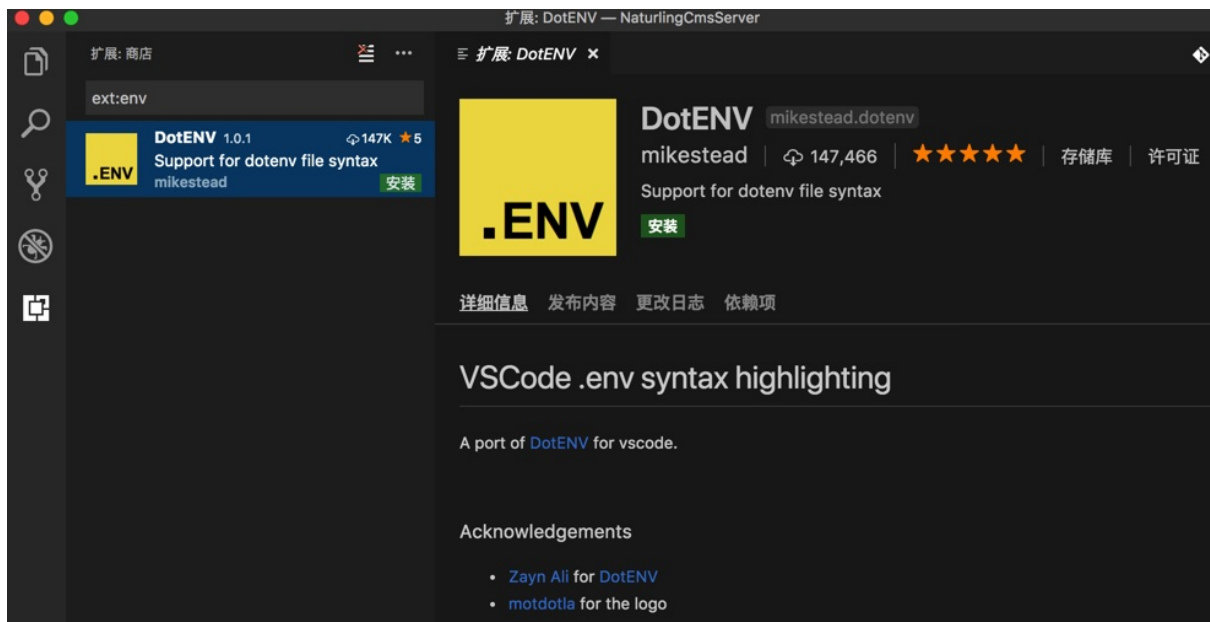 扩展: DotENV — NaturlingCmsServer
扩展: 商店
ext:env
DotENV 1.0.1 147K ★5
Support for dotenv file syntax
mikestead 安装
.ENV
扩展: DotENV ×
.ENV
DotENV mikestead.dotenv
mikestead | 147,466 | ★★★★★ | 存储库 | 许可证
Support for dotenv file syntax
安装
详细信息 发布内容 更改日志 依赖项
VSCode .env syntax highlighting
A port of DotENV for vscode.
Acknowledgements
• Zayn Ali for DotENV
• motdotla for the logo